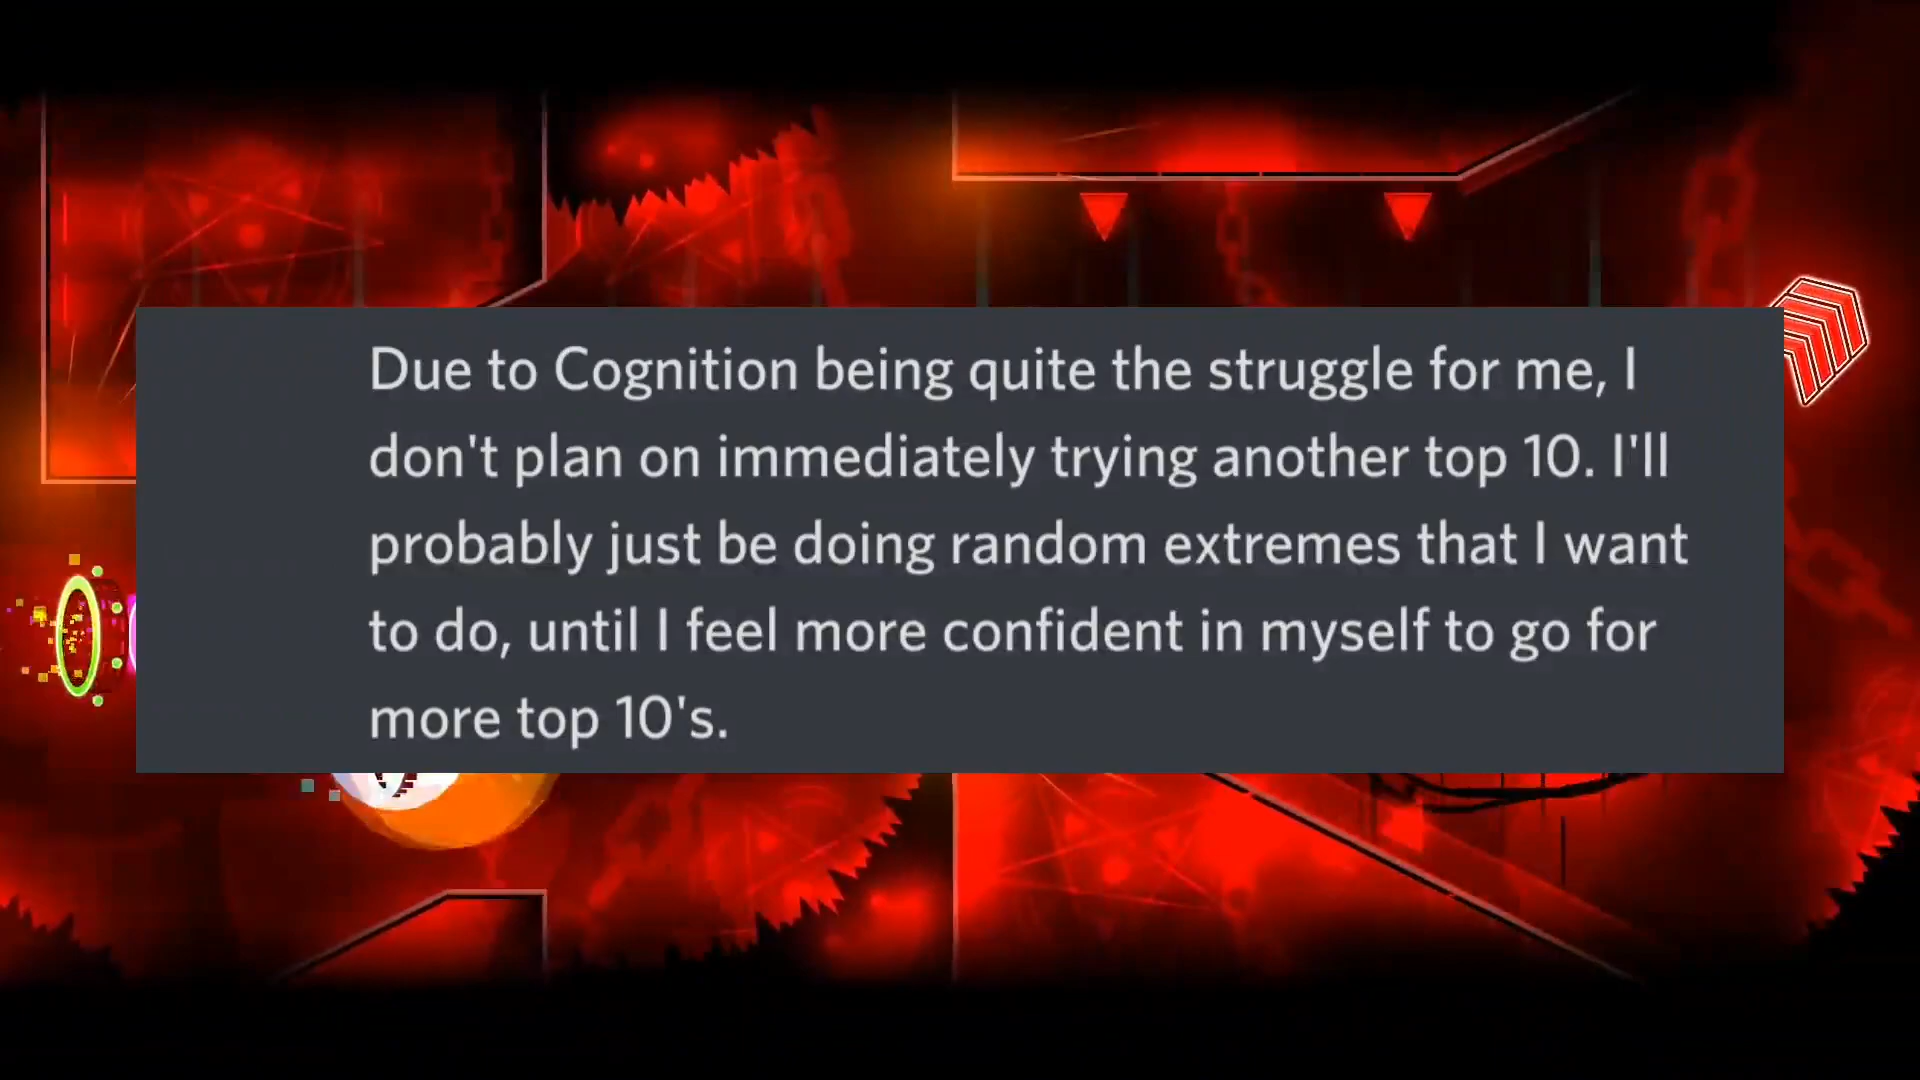 Due to Cognition being quite the struggle for me, I
don't plan on immediately trying another top 10. I'll
probably just be doing random extremes that I want
to do, until I feel more confident in myself to go for
more top 10's.